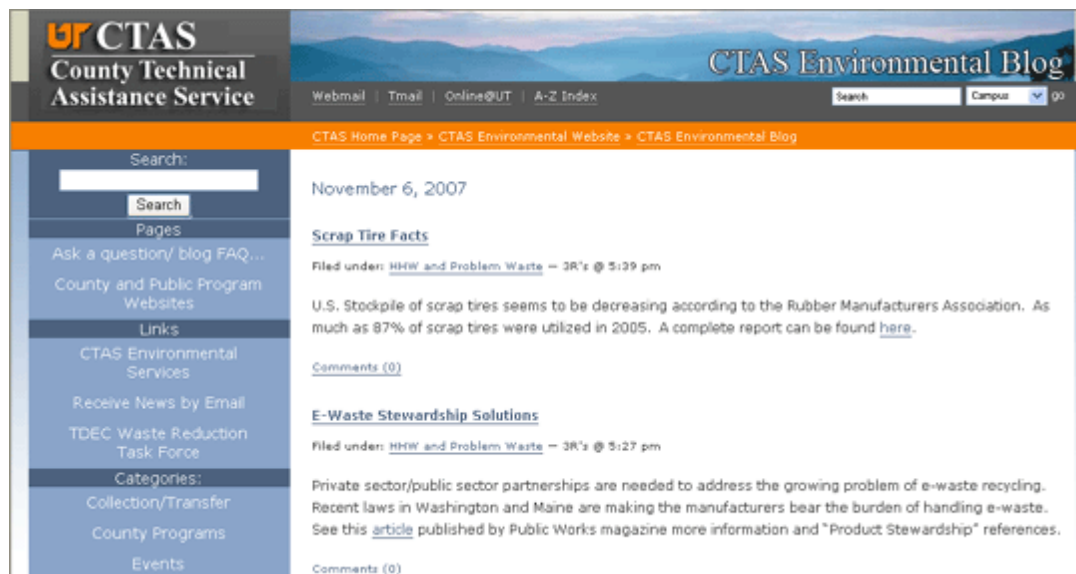 UT CTAS
County Technical
Assistance Service
CTAS Environmental Blog
Webmail | Tmail | Online@UT | A-Z Index
Search Campus go
CTAS Home Page » CTAS Environmental Website » CTAS Environmental Blog
Search:
Search
Pages
Ask a question/ blog FAQ...
County and Public Program
Websites
Links
CTAS Environmental
Services
Receive News by Email
TDEC Waste Reduction
Task Force
Categories:
Collection/Transfer
County Programs
Events
November 6, 2007
Scrap Tire Facts
Filed under: HHW and Problem Waste — 3R's @ 5:39 pm
U.S. Stockpile of scrap tires seems to be decreasing according to the Rubber Manufacturers Association. As
much as 87% of scrap tires were utilized in 2005. A complete report can be found here.
Comments (0)
E-Waste Stewardship Solutions
Filed under: HHW and Problem Waste — 3R's @ 5:27 pm
Private sector/public sector partnerships are needed to address the growing problem of e-waste recycling.
Recent laws in Washington and Maine are making the manufacturers bear the burden of handling e-waste.
See this article published by Public Works magazine more information and "Product Stewardship" references.
Comments (0)